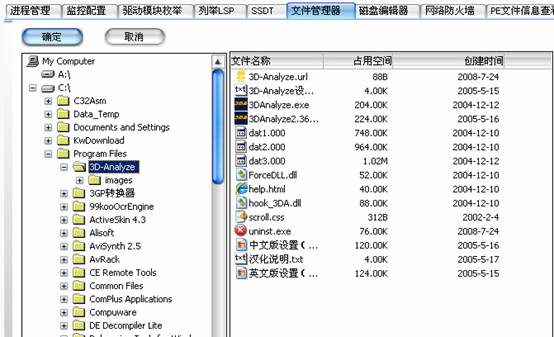 进程管理 监控配置 驱动模块枚举 列举LSP SSDT 文件管理器 磁盘编辑器 网络防火墙 PE文件信息查
确定 取消
My Computer
A:\
C:\
C32Asm
Data_Temp
Documents and Settings
KwDownload
Program Files
3D-Analyze
images
3GP转换器
99kooOcrEngine
ActiveSkin 4.3
Alisoft
AviSynth 2.5
AvRack
CE Remote Tools
Common Files
ComPlus Applications
Compuware
DE Decompiler Lite
文件名称 占用空间 创建时间
3D-Analyze.url 88B 2008-7-24
3D-Analyze设... 4.00K 2005-5-15
3DAnalyze.exe 204.00K 2004-12-12
3DAnalyze2.36... 224.00K 2005-5-16
dat1.000 748.00K 2004-12-10
dat2.000 964.00K 2004-12-10
dat3.000 1.02M 2004-12-12
ForceDLL.dll 52.00K 2004-12-10
help.html 40.00K 2004-12-10
hook_3DA.dll 88.00K 2004-12-10
scroll.css 312B 2002-2-4
uninst.exe 76.00K 2008-7-24
中文版设置(... 120.00K 2005-5-16
汉化说明.txt 4.00K 2005-5-17
英文版设置(... 124.00K 2005-5-15